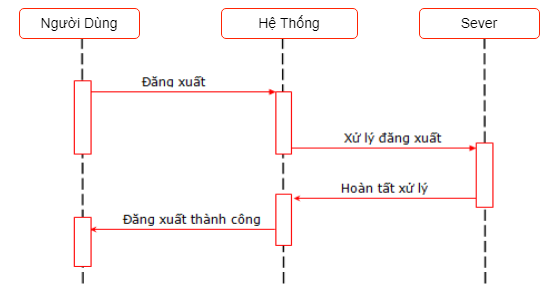 Người Dùng
Hệ Thống
Sever
Đăng xuất
Xử lý đăng xuất
Hoàn tất xử lý
Đăng xuất thành công